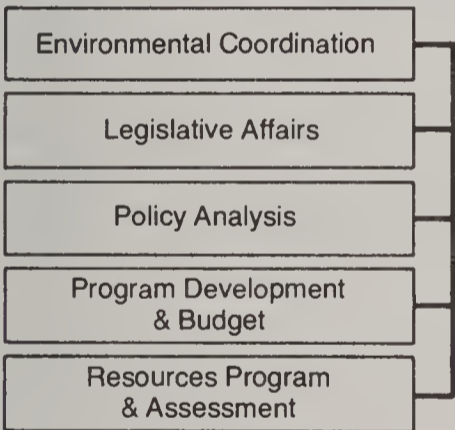 Environmental Coordination
Legislative Affairs
Policy Analysis
Program Development
& Budget
Resources Program
& Assessment